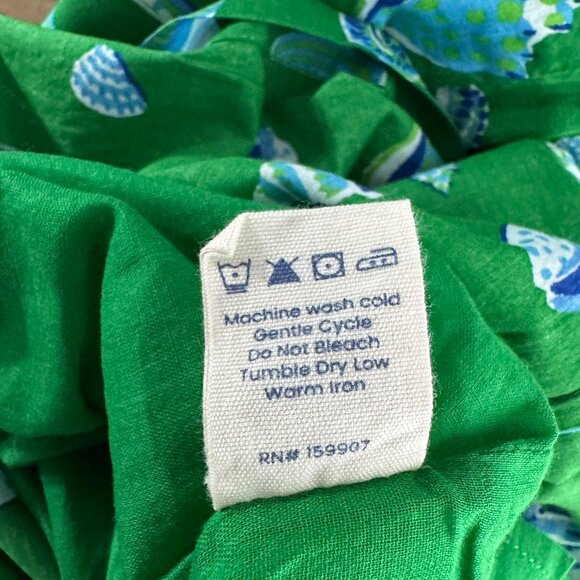 Machine wash cold
Gentle Cycle
Do Not Bleach
Tumble Dry Low
Warm Iron
RN# 159907